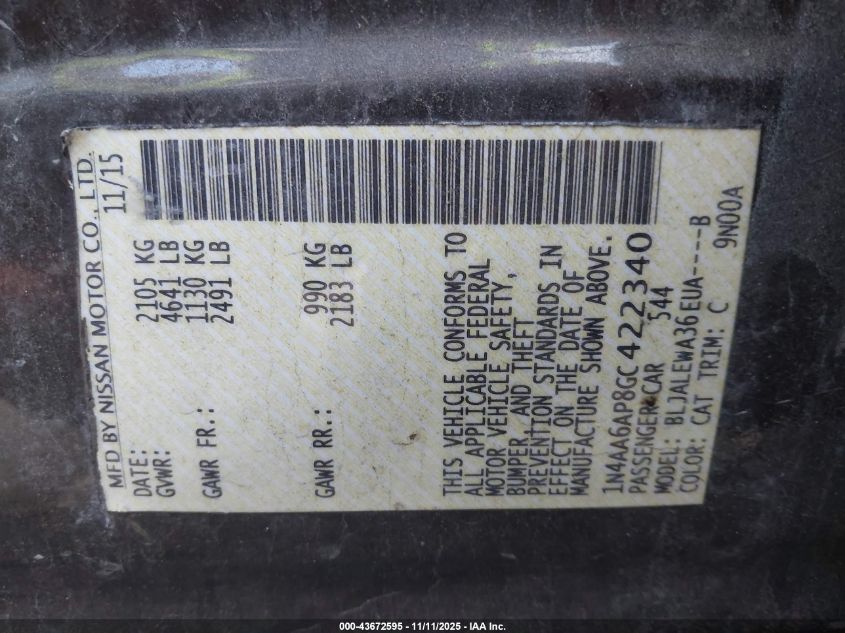 MFD BY NISSAN MOTOR CO., LTD.
DATE: 11/15
GVWR: 2105 KG
4641 LB
GAWR FR.: 1130 KG
2491 LB
GAWR RR.: 990 KG
2183 LB
THIS VEHICLE CONFORMS TO
ALL APPLICABLE FEDERAL
MOTOR VEHICLE SAFETY,
BUMPER, AND THEFT
PREVENTION STANDARDS IN
EFFECT ON THE DATE OF
MANUFACTURE SHOWN ABOVE.
1N4AA6AP8GC422340
PASSENGER CAR 544
MODEL: BLJALEWA36EUA----B
COLOR: CAT TRIM: C 9N00A
000-43672595 - 11/11/2025 - IAA Inc.